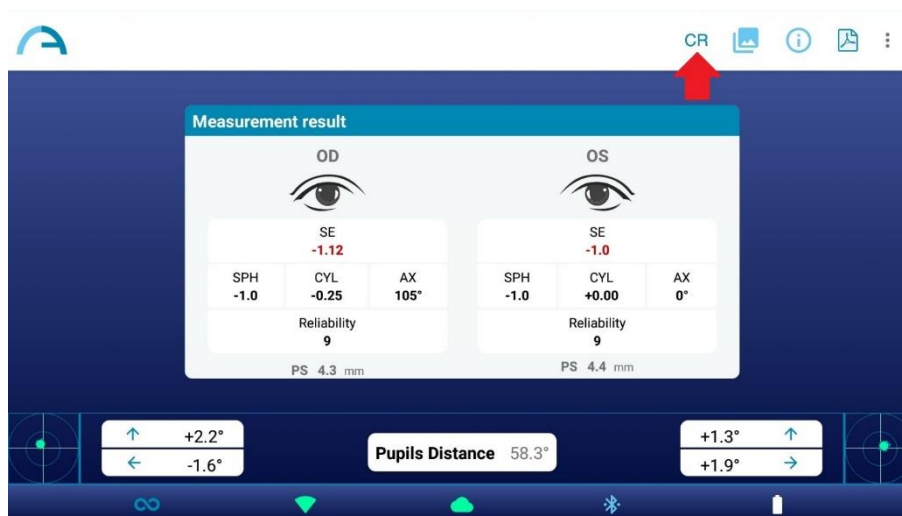 CR
Measurement result
OD OS
SE SE
-1.12 -1.0
SPH CYL AX SPH CYL AX
-1.0 -0.25 105° -1.0 +0.00 0°
Reliability Reliability
9 9
PS 4.3 mm PS 4.4 mm
+2.2° +1.3°
Pupils Distance 58.3°
-1.6° +1.9°